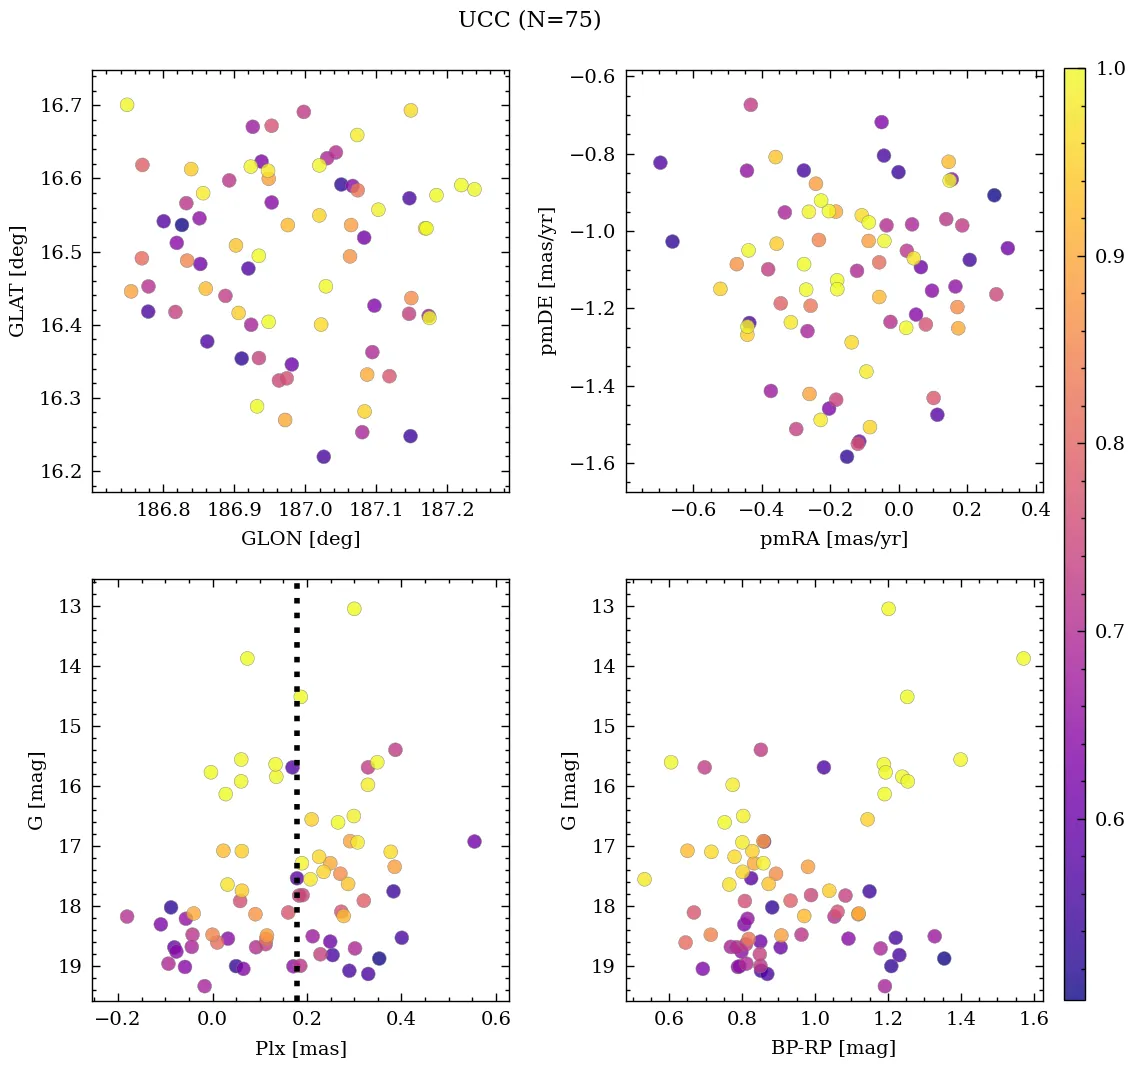 UCC (N=75)
16.7
16.6
16.5
16.4
16.3
16.2
GLAT [deg]
186.8 186.9 187.0 187.1 187.2
GLON [deg]
−0.6
−0.8
−1.0
−1.2
−1.4
−1.6
pmDE [mas/yr]
−0.6 −0.4 −0.2 0.0 0.2 0.4
pmRA [mas/yr]
1.0
0.9
0.8
0.7
0.6
13
14
15
16
17
18
19
G [mag]
−0.2 0.0 0.2 0.4 0.6
Plx [mas]
13
14
15
16
17
18
19
G [mag]
0.6 0.8 1.0 1.2 1.4 1.6
BP-RP [mag]